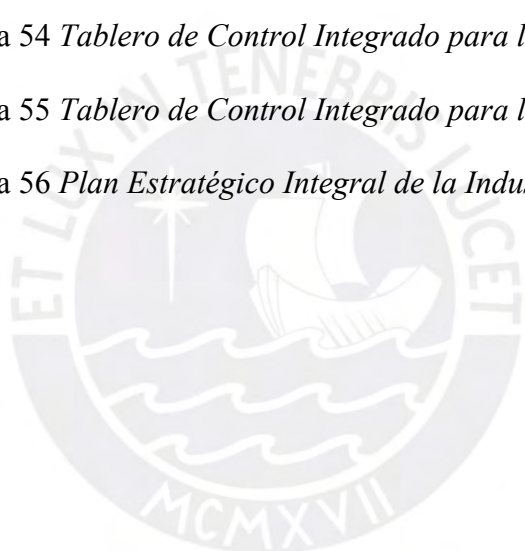 a 54 Tablero de Control Integrado para l
a 55 Tablero de Control Integrado para l
a 56 Plan Estratégico Integral de la Indu
ET LUX IN TENEBRIS LUCET
MCMXVII